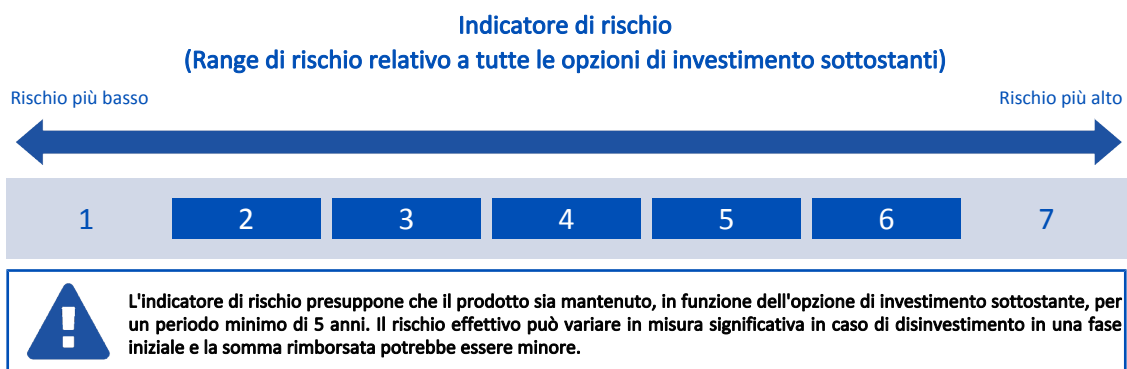 Indicatore di rischio
(Range di rischio relativo a tutte le opzioni di investimento sottostanti)
Rischio più basso
Rischio più alto
1 2 3 4 5 6 7
L'indicatore di rischio presuppone che il prodotto sia mantenuto, in funzione dell'opzione di investimento sottostante, per
un periodo minimo di 5 anni. Il rischio effettivo può variare in misura significativa in caso di disinvestimento in una fase
iniziale e la somma rimborsata potrebbe essere minore.